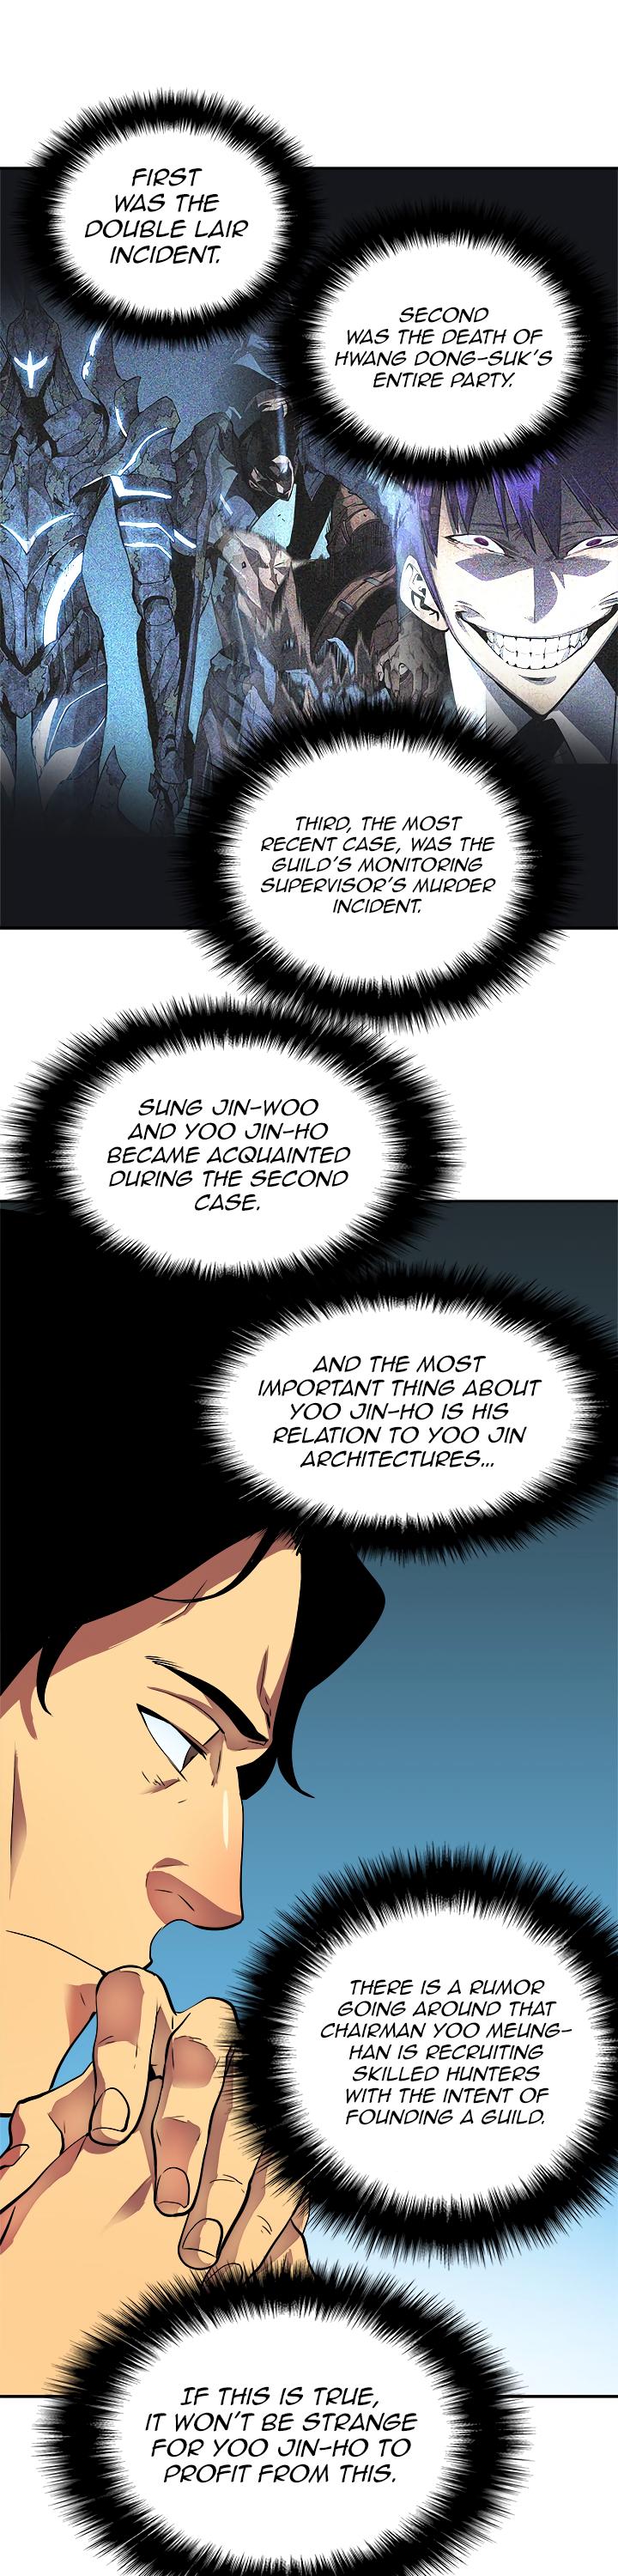 FIRST
WAS THE
DOUBLE LAIR
INCIDENT.
SECOND
WAS THE DEATH OF
HWANG DONG-SUK'S
ENTIRE PARTY.
THIRD, THE MOST
RECENT CASE, WAS THE
GUILD'S MONITORING
SUPERVISOR'S MURDER
INCIDENT.
SUNG JIN-WOO
AND YOO JIN-HO
BECAME ACQUAINTED
DURING THE SECOND
CASE.
AND THE MOST
IMPORTANT THING ABOUT
YOO JIN-HO IS HIS
RELATION TO YOO JIN
ARCHITECTURES...
THERE IS A RUMOR
GOING AROUND THAT
CHAIRMAN YOO MEUNG-
HAN IS RECRUITING
SKILLED HUNTERS
WITH THE INTENT OF
FOUNDING A GUILD.
IF THIS IS TRUE,
IT WON'T BE STRANGE
FOR YOO JIN-HO TO
PROFIT FROM THIS.